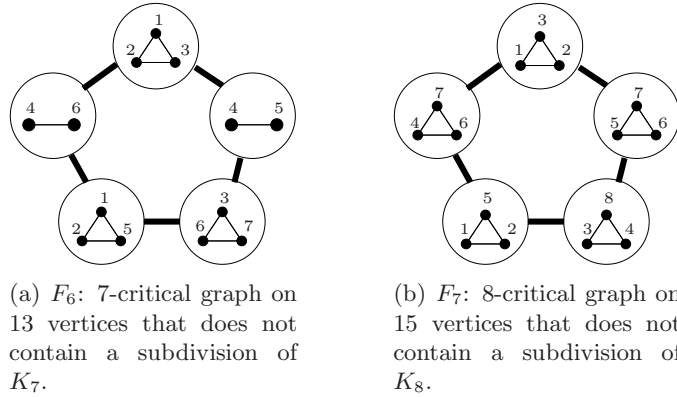 1
2 3
4 6
4 5
1
2 5
3
6 7
(a) F₆: 7-critical graph on
13 vertices that does not
contain a subdivision of
K₇.
3
1 2
7
4 6
7
5 6
5
1 2
8
3 4
(b) F₇: 8-critical graph on
15 vertices that does not
contain a subdivision of
K₈.